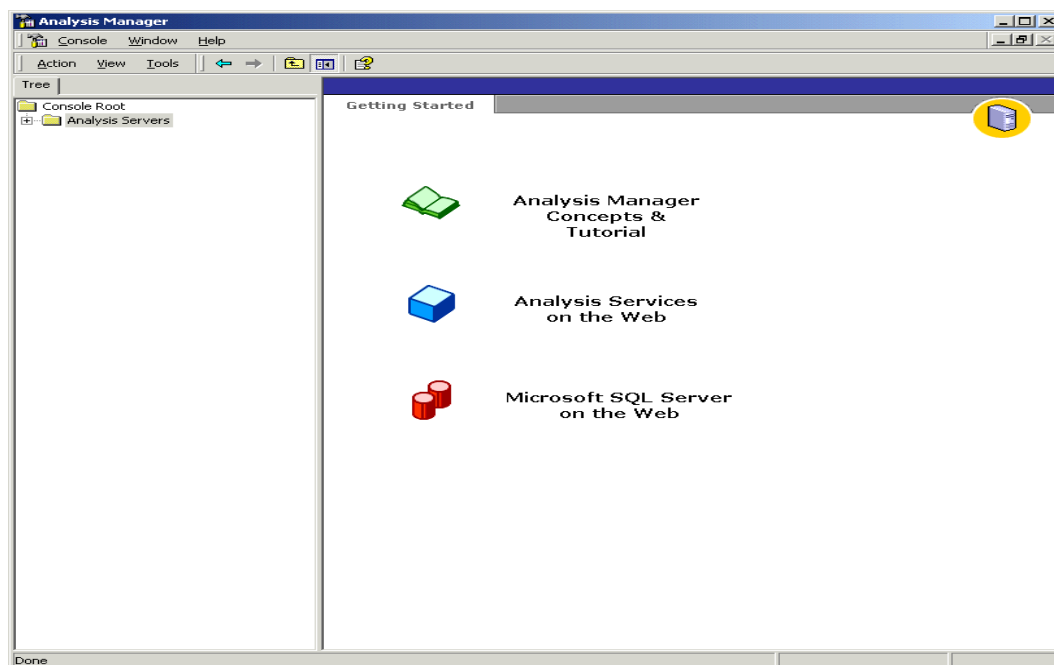 Analysis Manager
Console Window Help
Action View Tools
Tree
Console Root
Analysis Servers
Getting Started
Analysis Manager
Concepts &
Tutorial
Analysis Services
on the Web
Microsoft SQL Server
on the Web
Done